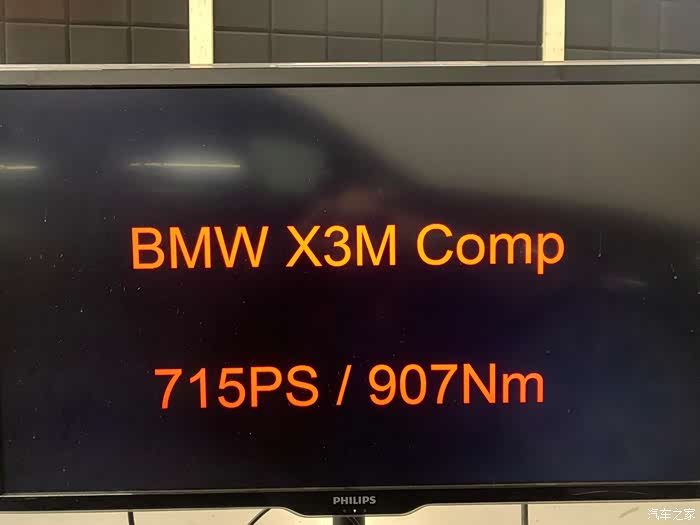 BMW X3M Comp
715PS / 907Nm
PHILIPS
汽车之家